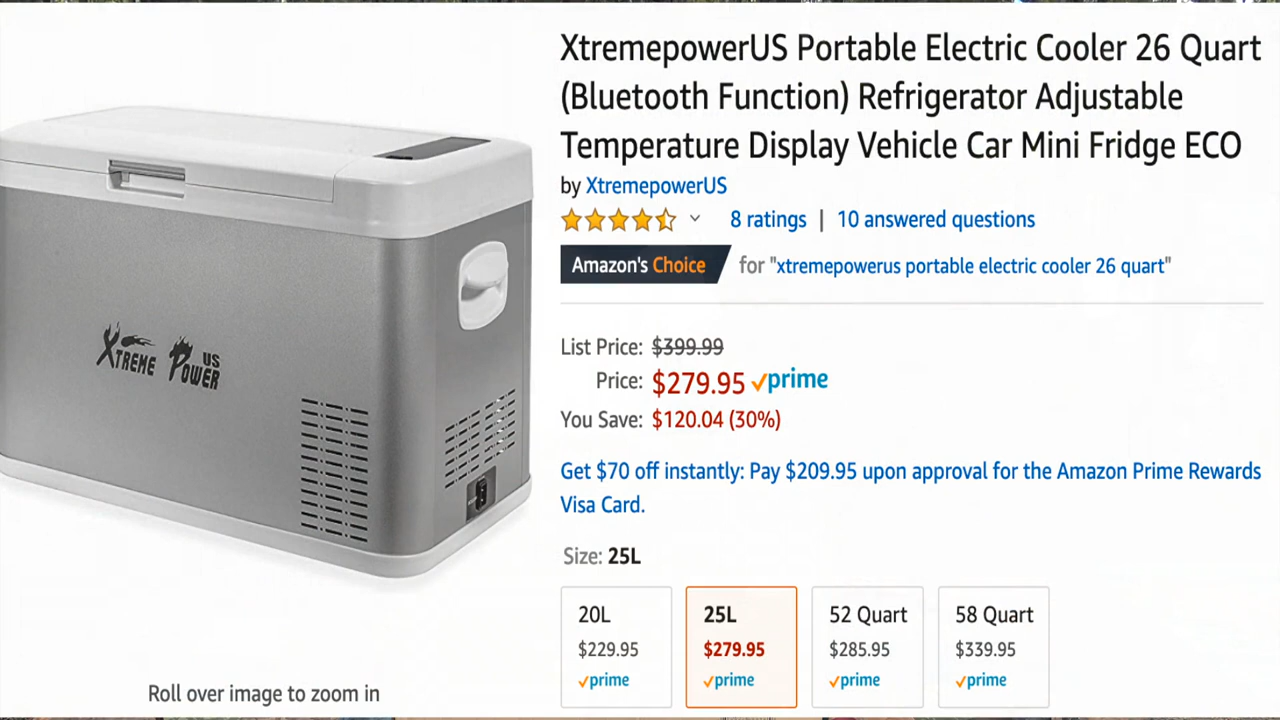 XtremepowerUS Portable Electric Cooler 26 Quart
(Bluetooth Function) Refrigerator Adjustable
Temperature Display Vehicle Car Mini Fridge ECO
by XtremepowerUS
8 ratings | 10 answered questions
Amazon's Choice for "xtremepowerus portable electric cooler 26 quart"
XTREME POWER US
List Price: $399.99
Price: $279.95 prime
You Save: $120.04 (30%)
Get $70 off instantly: Pay $209.95 upon approval for the Amazon Prime Rewards
Visa Card.
Size: 25L
20L 25L 52 Quart 58 Quart
$229.95 $279.95 $285.95 $339.95
prime prime prime prime
Roll over image to zoom in